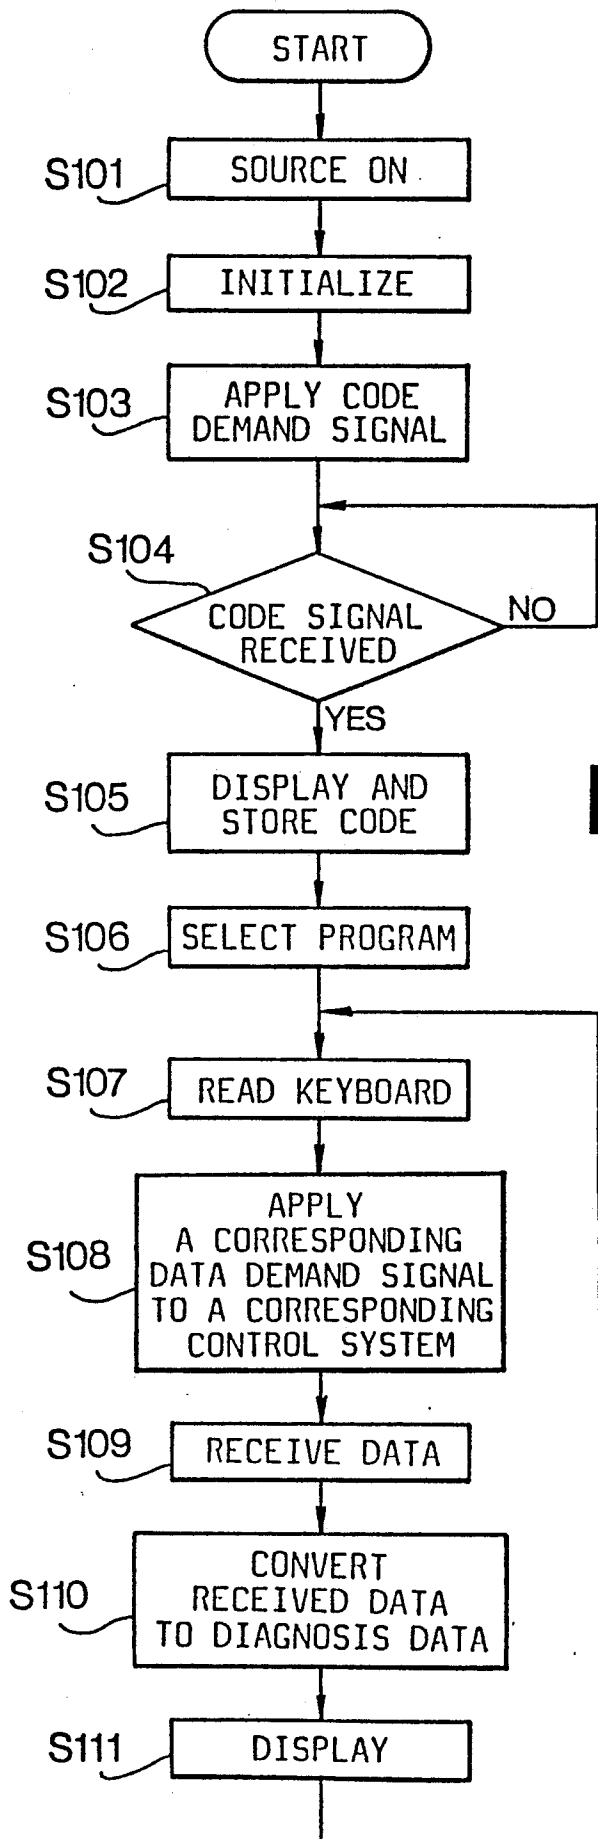 START
S101
SOURCE ON
S102
INITIALIZE
S103
APPLY CODE
DEMAND SIGNAL
S104
CODE SIGNAL
RECEIVED
NO
YES
S105
DISPLAY AND
STORE CODE
S106
SELECT PROGRAM
S107
READ KEYBOARD
S108
APPLY
A CORRESPONDING
DATA DEMAND SIGNAL
TO A CORRESPONDING
CONTROL SYSTEM
S109
RECEIVE DATA
S110
CONVERT
RECEIVED DATA
TO DIAGNOSIS DATA
S111
DISPLAY